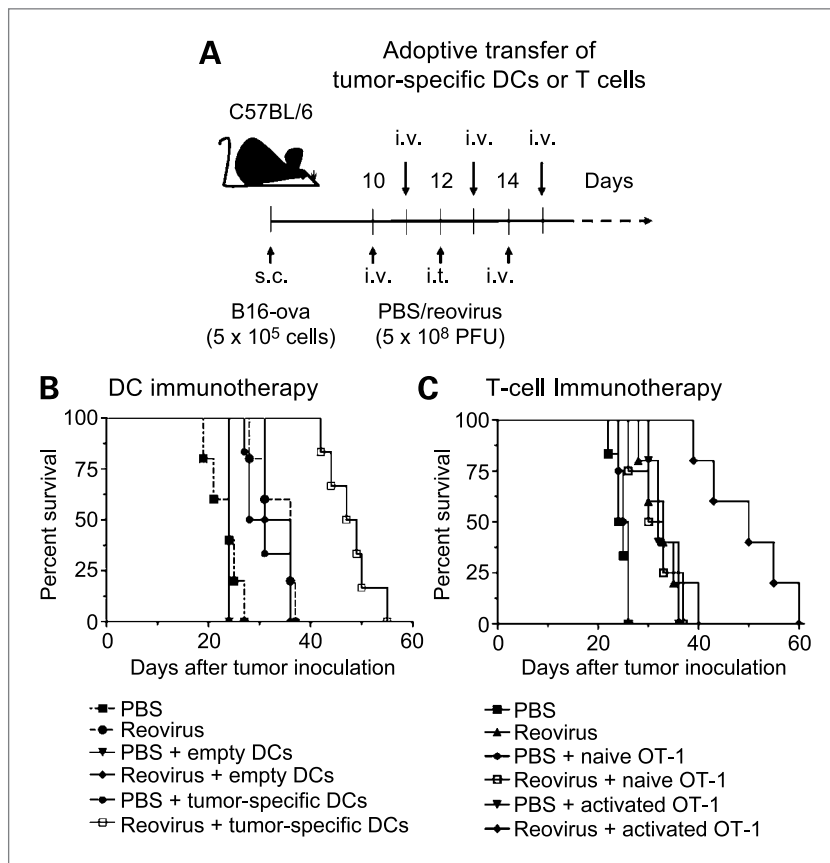 A
Adoptive transfer of
tumor-specific DCs or T cells
C57BL/6
i.v. i.v. i.v.
10 12 14 Days
s.c. i.v. i.t. i.v.
B16-ova PBS/reovirus
(5 x 10⁵ cells) (5 x 10⁸ PFU)
B DC immunotherapy
100
75
50
25
0
Percent survival
0 20 40 60
Days after tumor inoculation
PBS
Reovirus
PBS + empty DCs
Reovirus + empty DCs
PBS + tumor-specific DCs
Reovirus + tumor-specific DCs
C T-cell Immunotherapy
100
75
50
25
0
Percent survival
0 20 40 60
Days after tumor inoculation
PBS
Reovirus
PBS + naive OT-1
Reovirus + naive OT-1
PBS + activated OT-1
Reovirus + activated OT-1